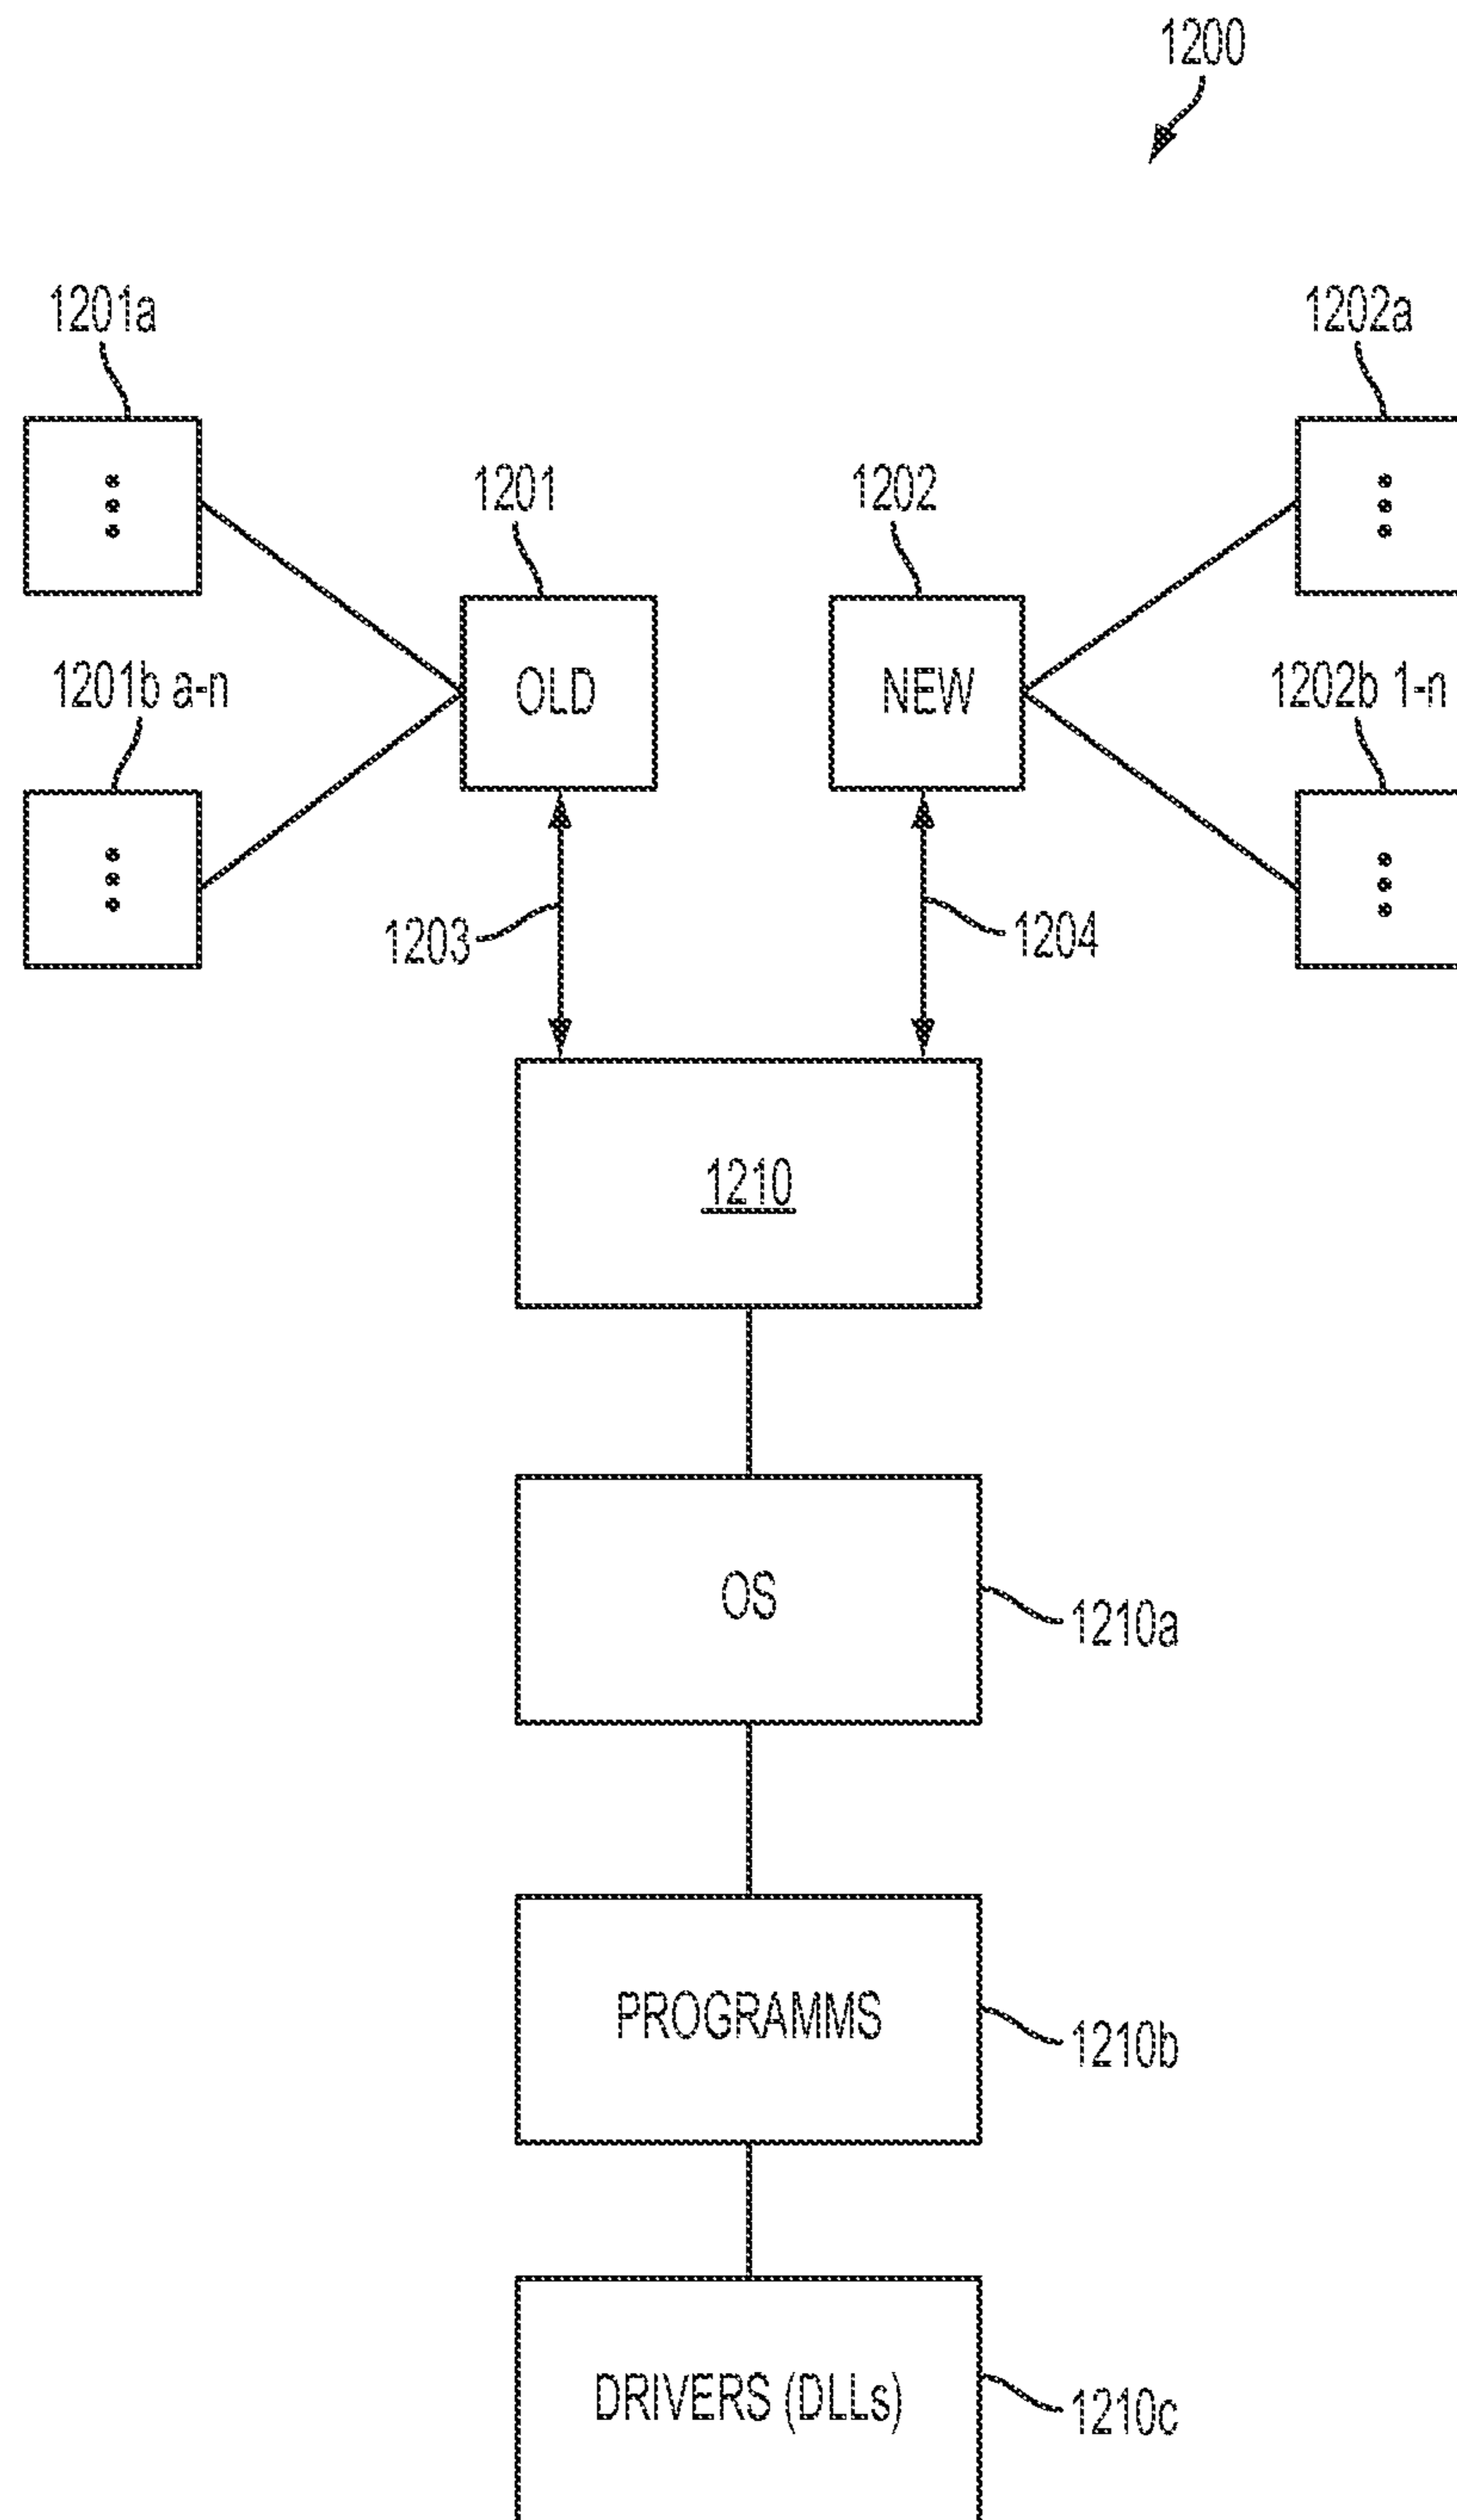 1200
1201a
1202a
1201
1202
OLD
NEW
1201b a-n
1202b 1-n
1203
1204
1210
OS
1210a
PROGRAMMS
1210b
DRIVERS (DLLs)
1210c